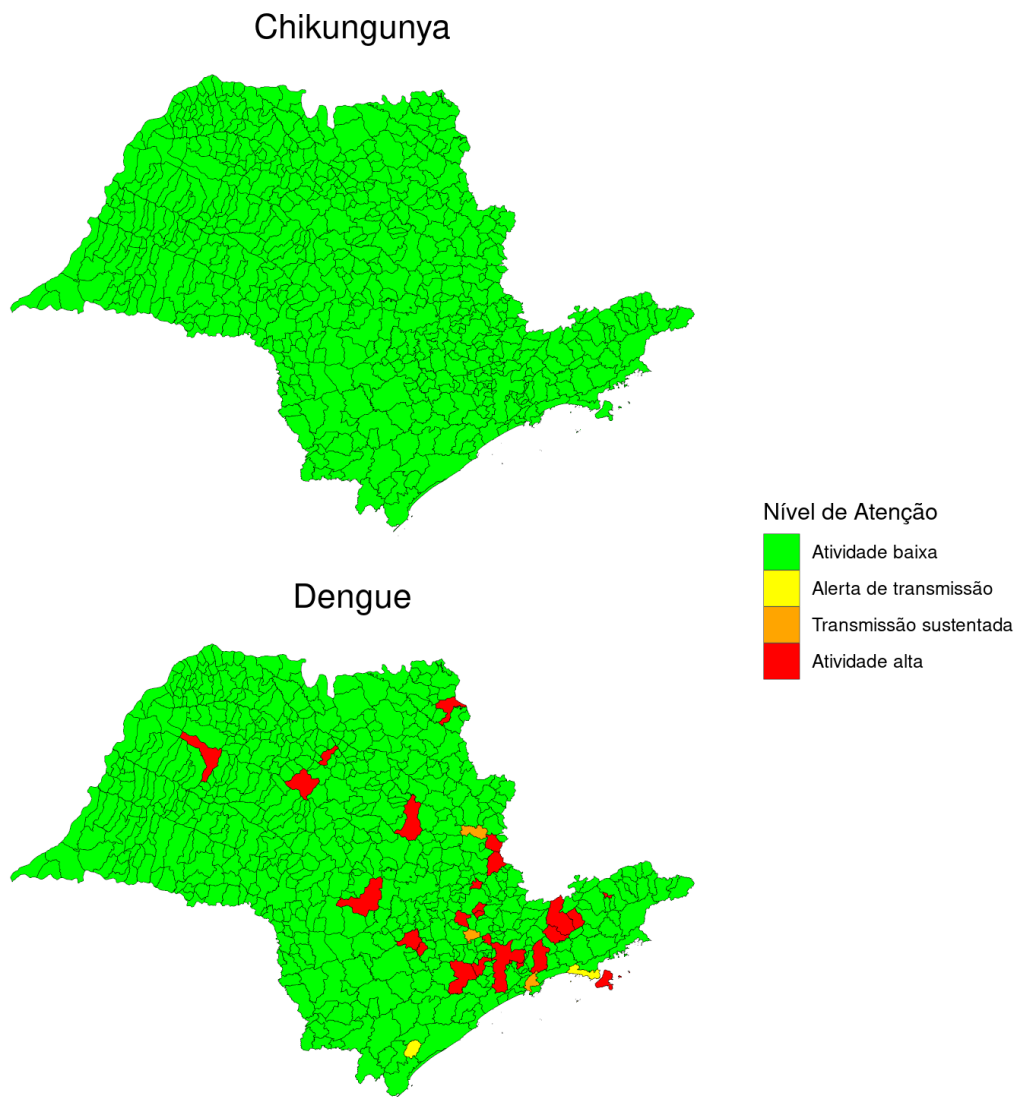 Chikungunya
Dengue
Nível de Atenção
Atividade baixa
Alerta de transmissão
Transmissão sustentada
Atividade alta